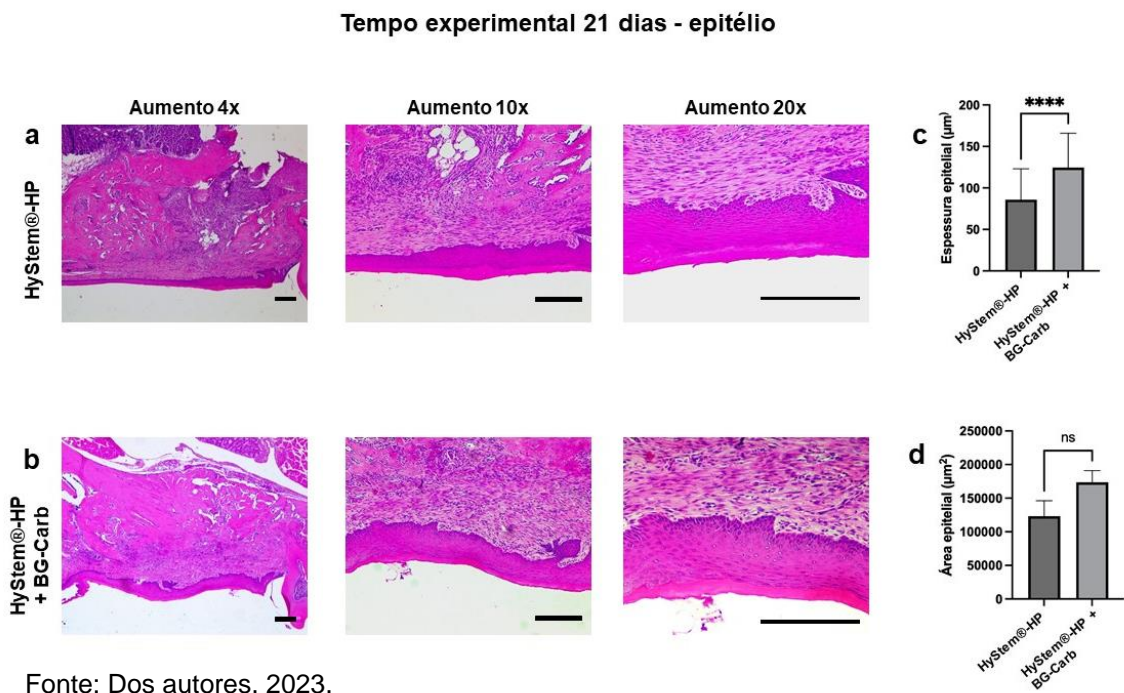 Tempo experimental 21 dias - epitélio
Aumento 4x
Aumento 10x
Aumento 20x
a
HyStem®-HP
c
Espessura epitelial (µm)
200
150
100
50
0
****
HyStem®-HP
HyStem®-HP +
BG-Carb
b
HyStem®-HP
+ BG-Carb
d
Área epitelial (µm²)
250000
200000
150000
100000
50000
0
ns
HyStem®-HP
HyStem®-HP +
BG-Carb
Fonte: Dos autores, 2023.